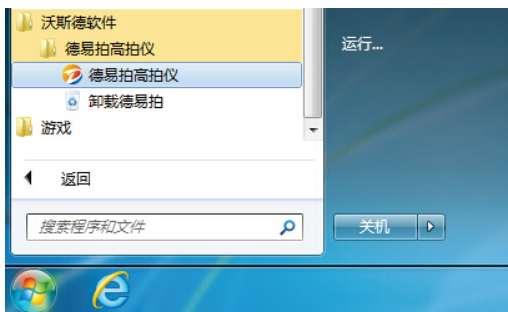 沃斯德软件
德易拍高拍仪
德易拍高拍仪
卸载德易拍
游戏
返回
搜索程序和文件
运行...
关机